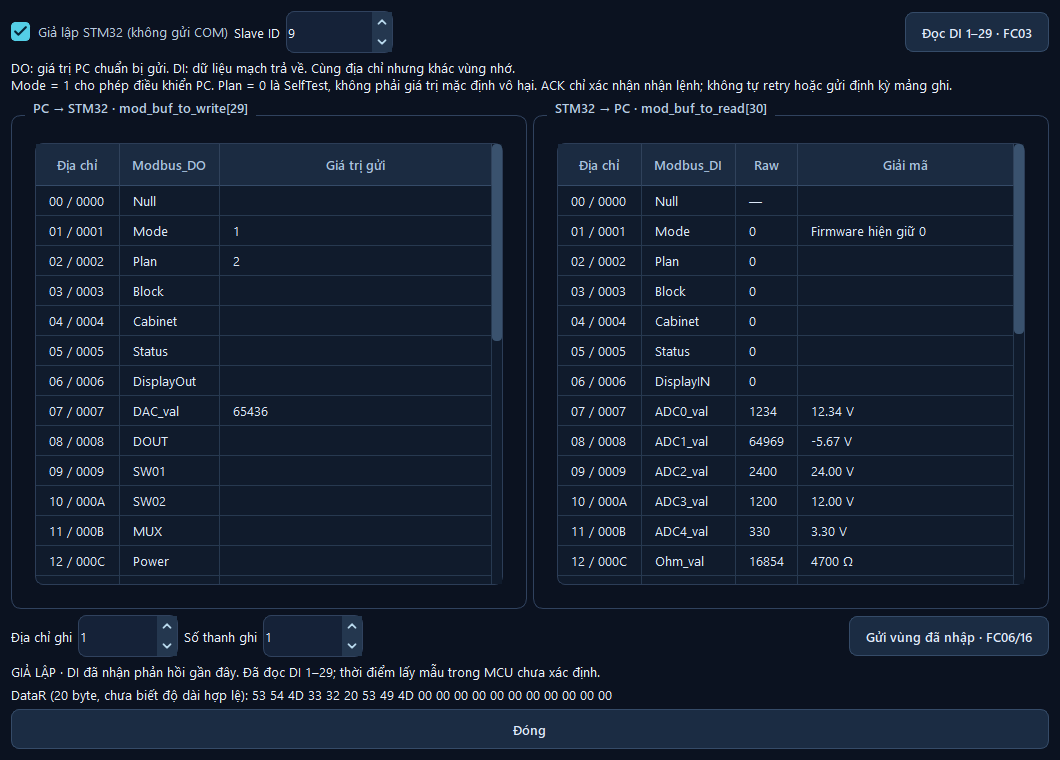 Giả lập STM32 (không gửi COM) Slave ID 9
Đọc DI 1–29 · FC03
DO: giá trị PC chuẩn bị gửi. DI: dữ liệu mạch trả về. Cùng địa chỉ nhưng khác vùng nhớ.
Mode = 1 cho phép điều khiển PC. Plan = 0 là SelfTest, không phải giá trị mặc định vô hại. ACK chỉ xác nhận nhận lệnh; không tự retry hoặc gửi định kỳ mảng ghi.
PC → STM32 · mod_buf_to_write[29]
Địa chỉ Modbus_DO Giá trị gửi
00 / 0000 Null
01 / 0001 Mode 1
02 / 0002 Plan 2
03 / 0003 Block
04 / 0004 Cabinet
05 / 0005 Status
06 / 0006 DisplayOut
07 / 0007 DAC_val 65436
08 / 0008 DOUT
09 / 0009 SW01
10 / 000A SW02
11 / 000B MUX
12 / 000C Power
STM32 → PC · mod_buf_to_read[30]
Địa chỉ Modbus_DI Raw Giải mã
00 / 0000 Null —
01 / 0001 Mode 0 Firmware hiện giữ 0
02 / 0002 Plan 0
03 / 0003 Block 0
04 / 0004 Cabinet 0
05 / 0005 Status 0
06 / 0006 DisplayIN 0
07 / 0007 ADC0_val 1234 12.34 V
08 / 0008 ADC1_val 64969 -5.67 V
09 / 0009 ADC2_val 2400 24.00 V
10 / 000A ADC3_val 1200 12.00 V
11 / 000B ADC4_val 330 3.30 V
12 / 000C Ohm_val 16854 4700 Ω
Địa chỉ ghi 1 Số thanh ghi 1
Gửi vùng đã nhập · FC06/16
GIẢ LẬP · DI đã nhận phản hồi gần đây. Đã đọc DI 1–29; thời điểm lấy mẫu trong MCU chưa xác định.
DataR (20 byte, chưa biết độ dài hợp lệ): 53 54 4D 33 32 20 53 49 4D 00 00 00 00 00 00 00 00 00 00 00
Đóng